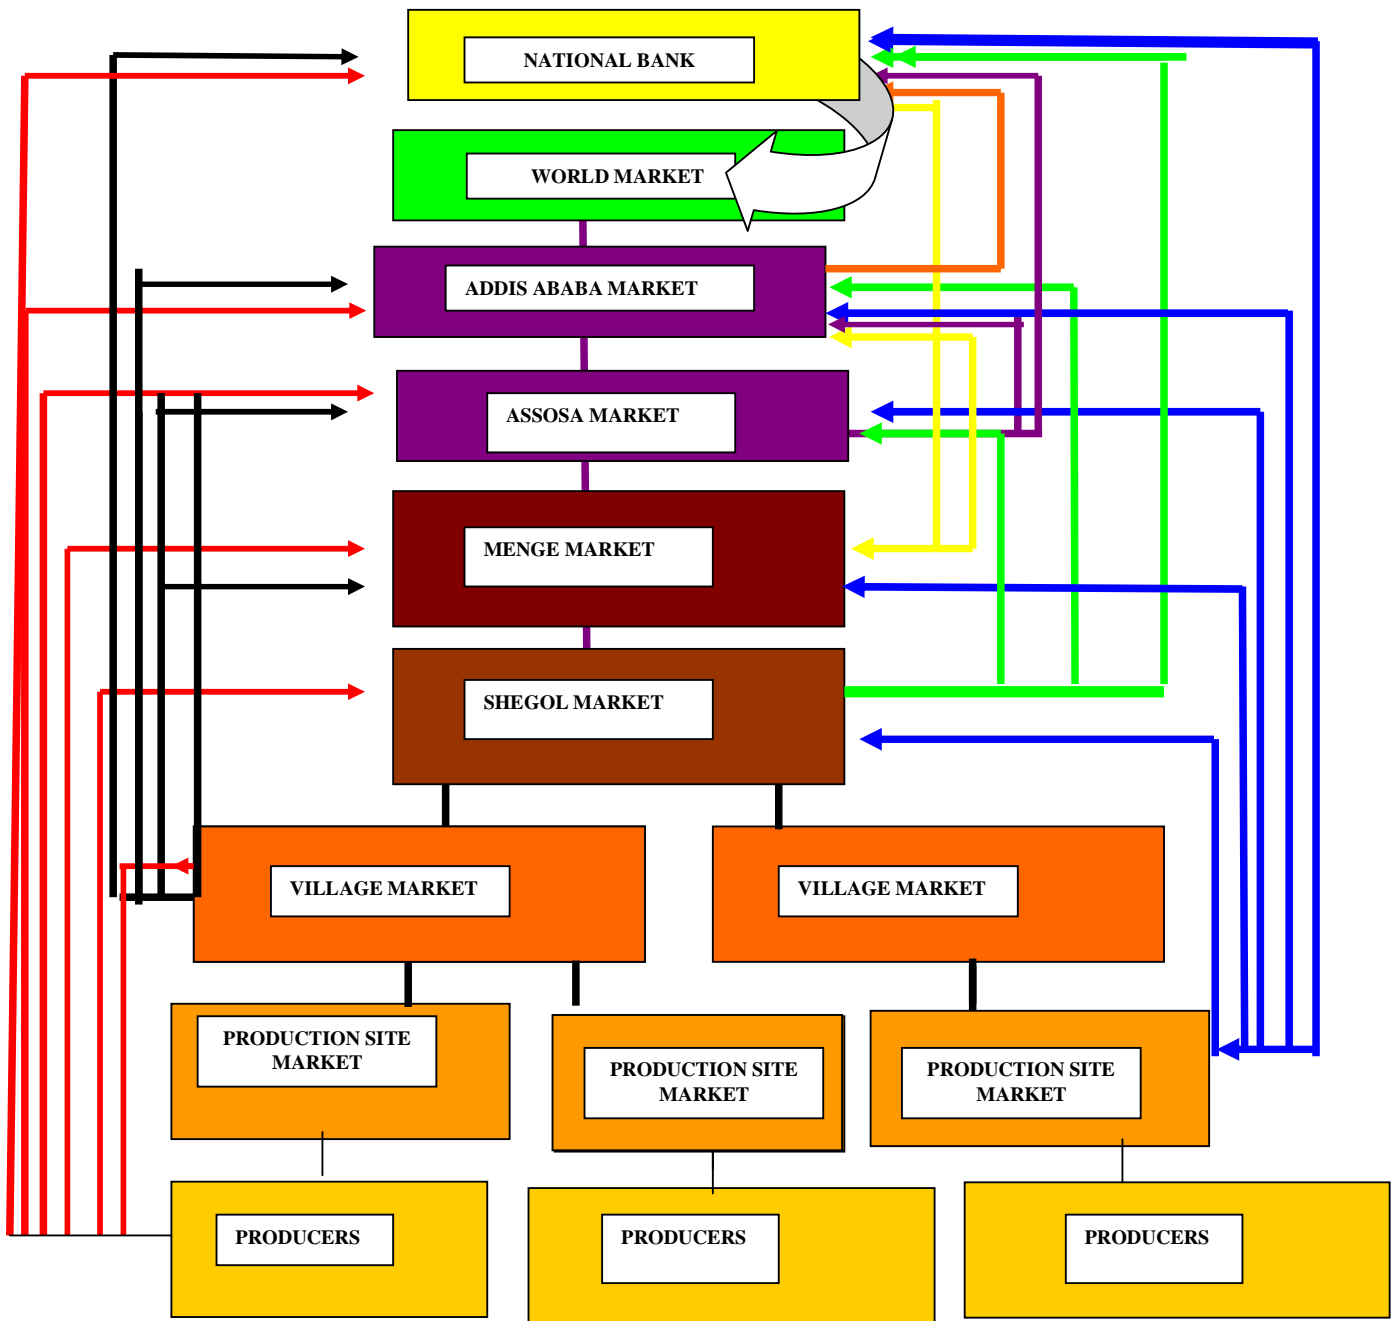 NATIONAL BANK
WORLD MARKET
ADDIS ABABA MARKET
ASSOSA MARKET
MENGE MARKET
SHEGOL MARKET
VILLAGE MARKET
VILLAGE MARKET
PRODUCTION SITE
MARKET
PRODUCTION SITE
MARKET
PRODUCTION SITE
MARKET
PRODUCERS
PRODUCERS
PRODUCERS